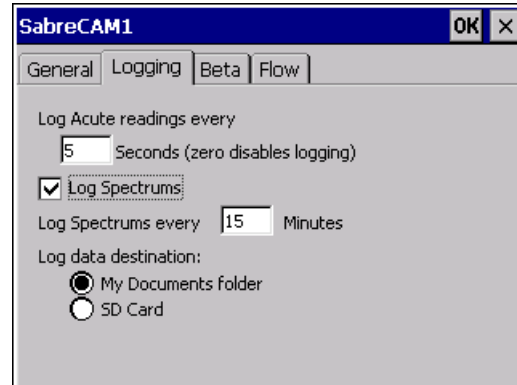 SabreCAM1 OK ×
General Logging Beta Flow
Log Acute readings every
5 Seconds (zero disables logging)
Log Spectrums
Log Spectrums every 15 Minutes
Log data destination:
My Documents folder
SD Card